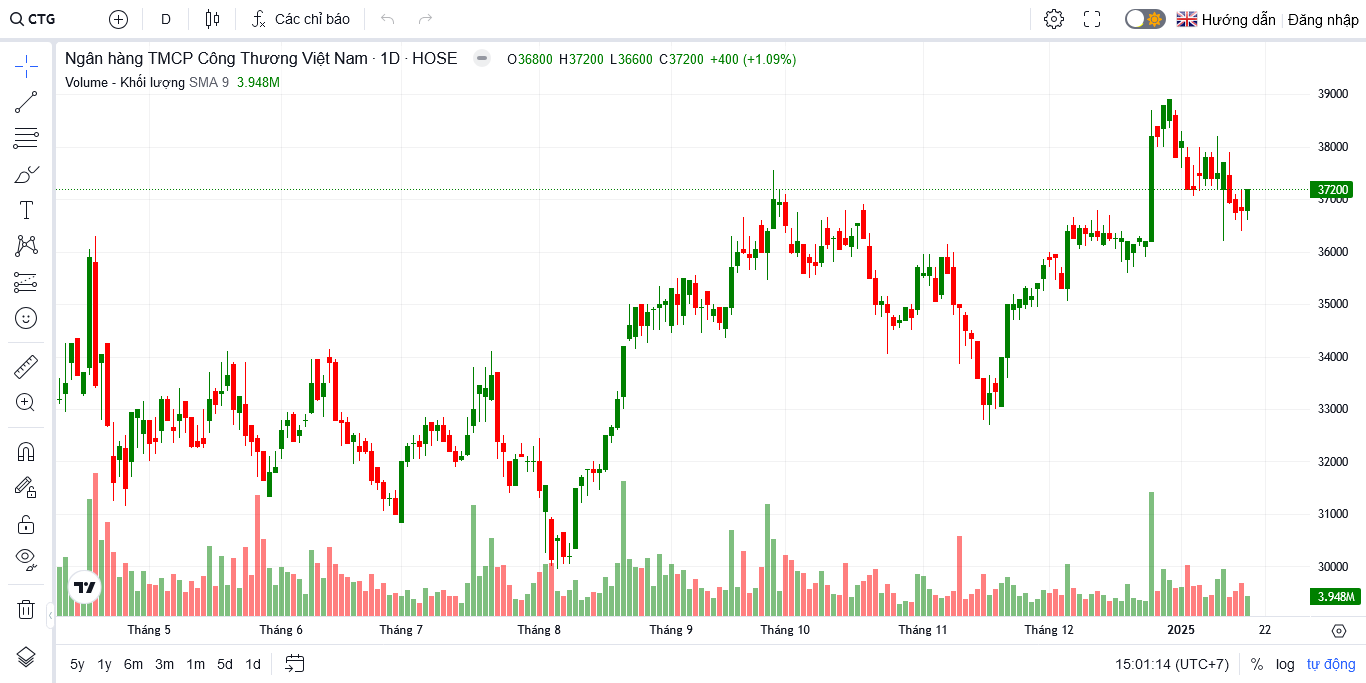 CTG D Các chỉ báo Hướng dẫn Đăng nhập
Ngân hàng TMCP Công Thương Việt Nam · 1D · HOSE O36800 H37200 L36600 C37200 +400 (+1.09%)
Volume - Khối lượng SMA 9 3.948M
39000
38000
37200
37000
36000
35000
34000
33000
32000
31000
30000
3.948M
Tháng 5 Tháng 6 Tháng 7 Tháng 8 Tháng 9 Tháng 10 Tháng 11 Tháng 12 2025 22
5y 1y 6m 3m 1m 5d 1d 15:01:14 (UTC+7) % log tự động